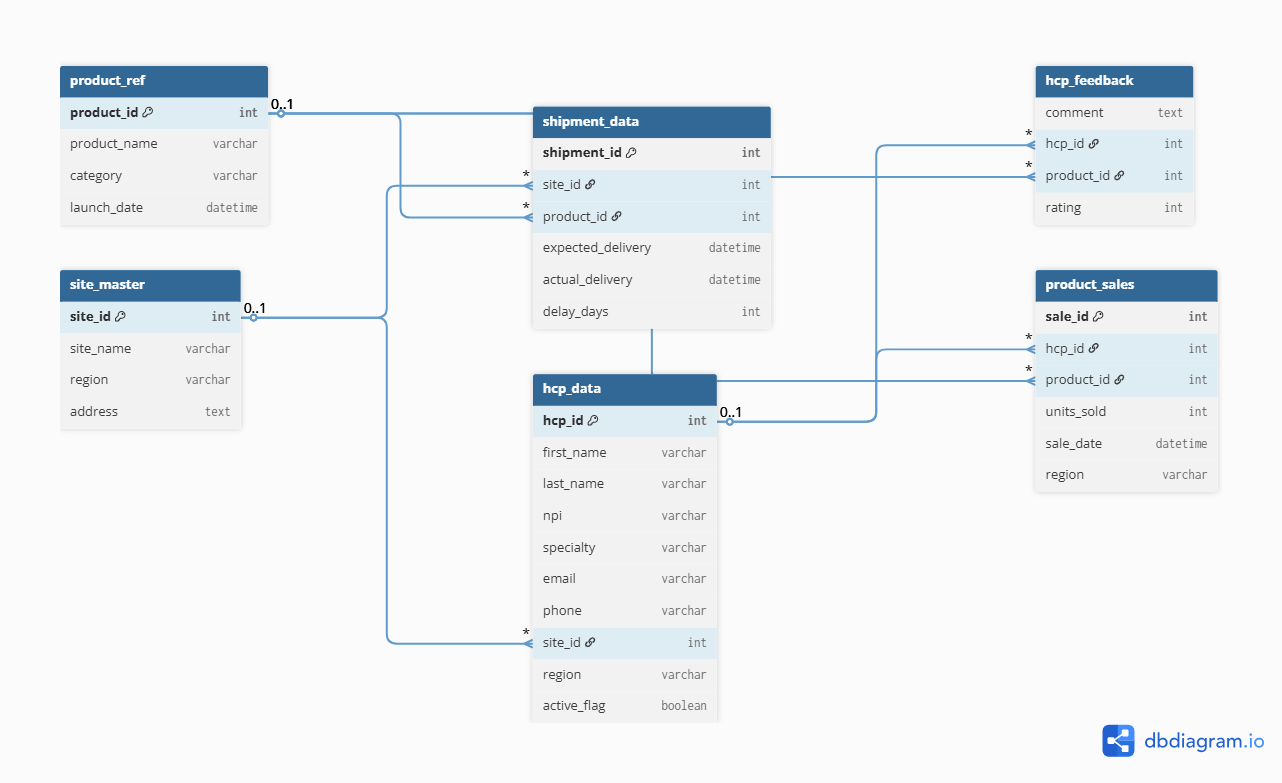 product_ref
product_id int
product_name varchar
category varchar
launch_date datetime
0..1
site_master
site_id int
site_name varchar
region varchar
address text
0..1
shipment_data
shipment_id int
* site_id int
* product_id int
expected_delivery datetime
actual_delivery datetime
delay_days int
hcp_data
hcp_id int
0..1
first_name varchar
last_name varchar
npi varchar
specialty varchar
email varchar
phone varchar
* site_id int
region varchar
active_flag boolean
hcp_feedback
comment text
* hcp_id int
* product_id int
rating int
product_sales
sale_id int
* hcp_id int
* product_id int
units_sold int
sale_date datetime
region varchar
dbdiagram.io